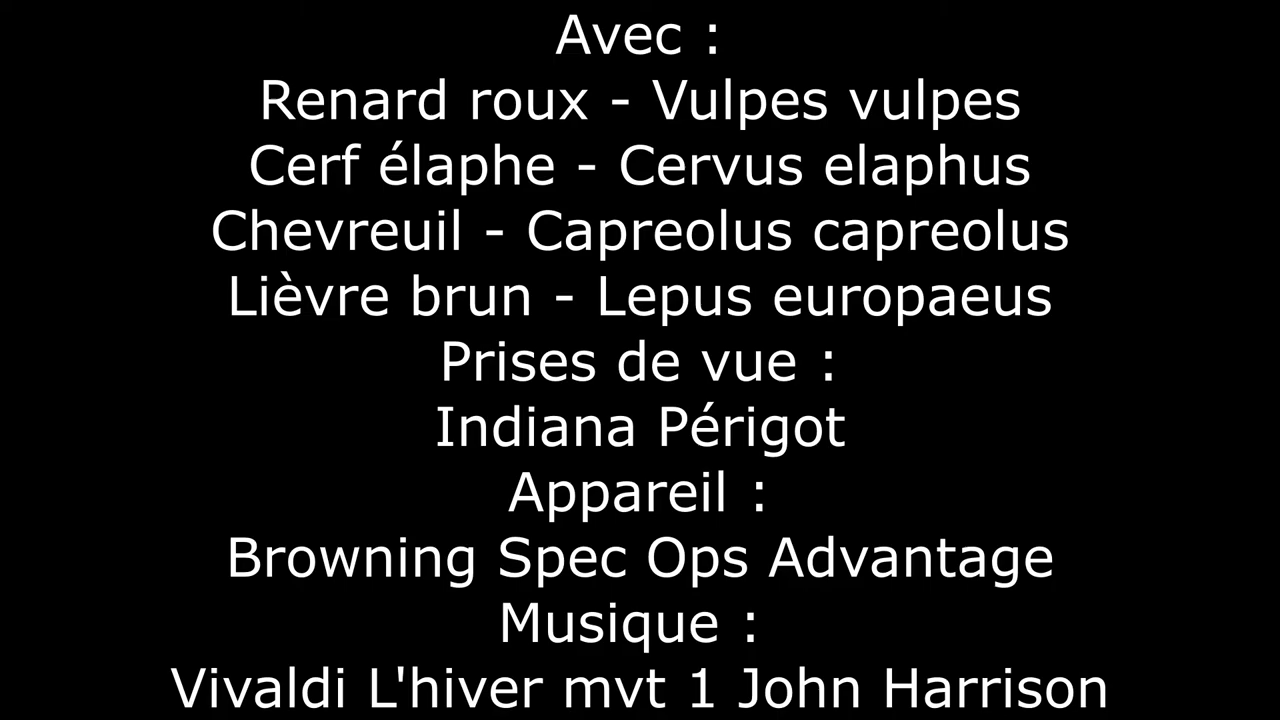 Avec :
Renard roux - Vulpes vulpes
Cerf élaphe - Cervus elaphus
Chevreuil - Capreolus capreolus
Lièvre brun - Lepus europaeus
Prises de vue :
Indiana Périgot
Appareil :
Browning Spec Ops Advantage
Musique :
Vivaldi L'hiver mvt 1 John Harrison